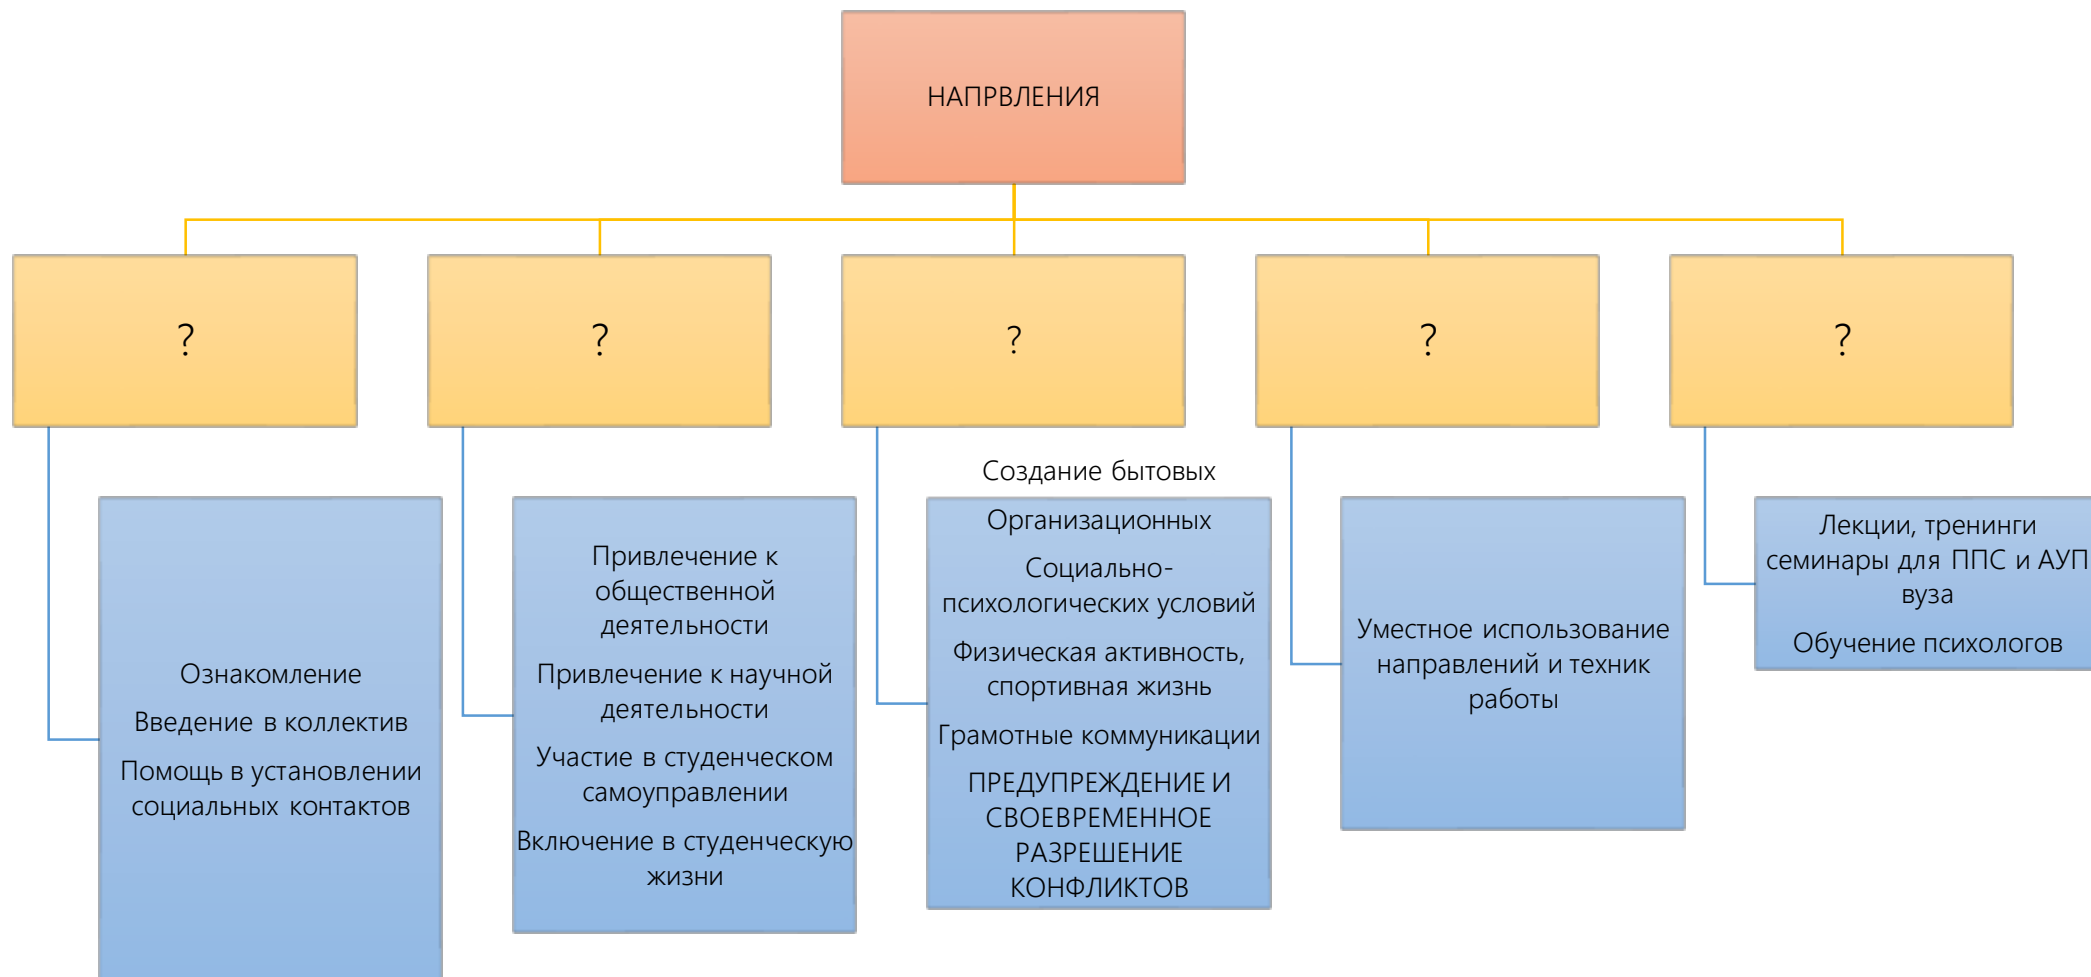 НАПРВЛЕНИЯ
?
?
?
?
?
Ознакомление
Введение в коллектив
Помощь в установлении
социальных контактов
Привлечение к
общественной
деятельности
Привлечение к научной
деятельности
Участие в студенческом
самоуправлении
Включение в студенческую
жизни
Создание бытовых
Организационных
Социально-
психологических условий
Физическая активность,
спортивная жизнь
Грамотные коммуникации
ПРЕДУПРЕЖДЕНИЕ И
СВОЕВРЕМЕННОЕ
РАЗРЕШЕНИЕ
КОНФЛИКТОВ
Уместное использование
направлений и техник
работы
Лекции, тренинги
семинары для ППС и АУП
вуза
Обучение психологов